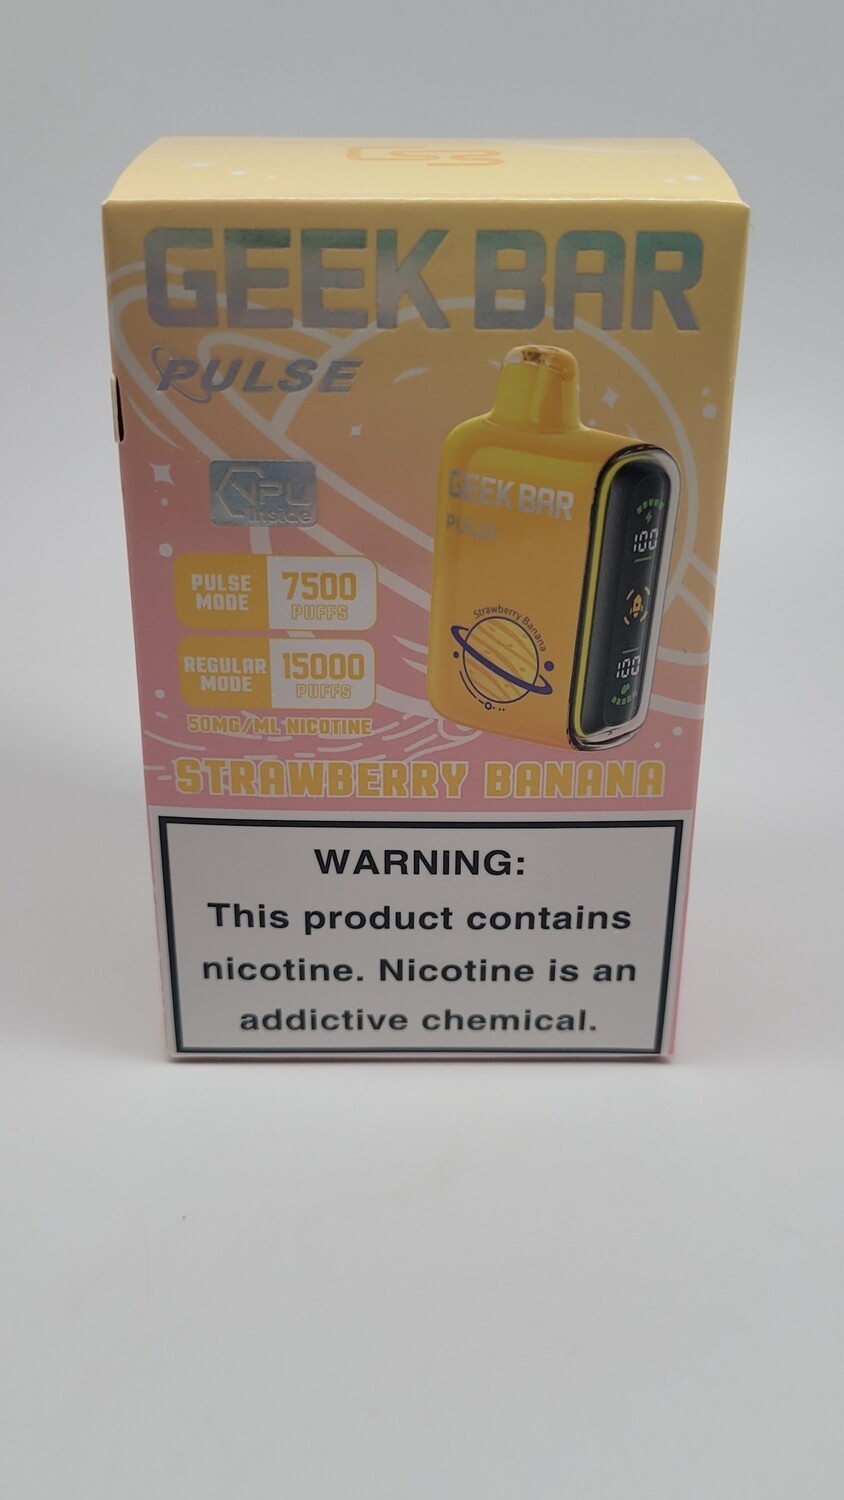 GEEK BAR
PULSE
VPU
Inside
GEEK BAR
PULSE
100
100
Strawberry Banana
PULSE
MODE
7500
PUFFS
REGULAR
MODE
15000
PUFFS
50MG/ML NICOTINE
STRAWBERRY BANANA
WARNING:
This product contains
nicotine. Nicotine is an
addictive chemical.